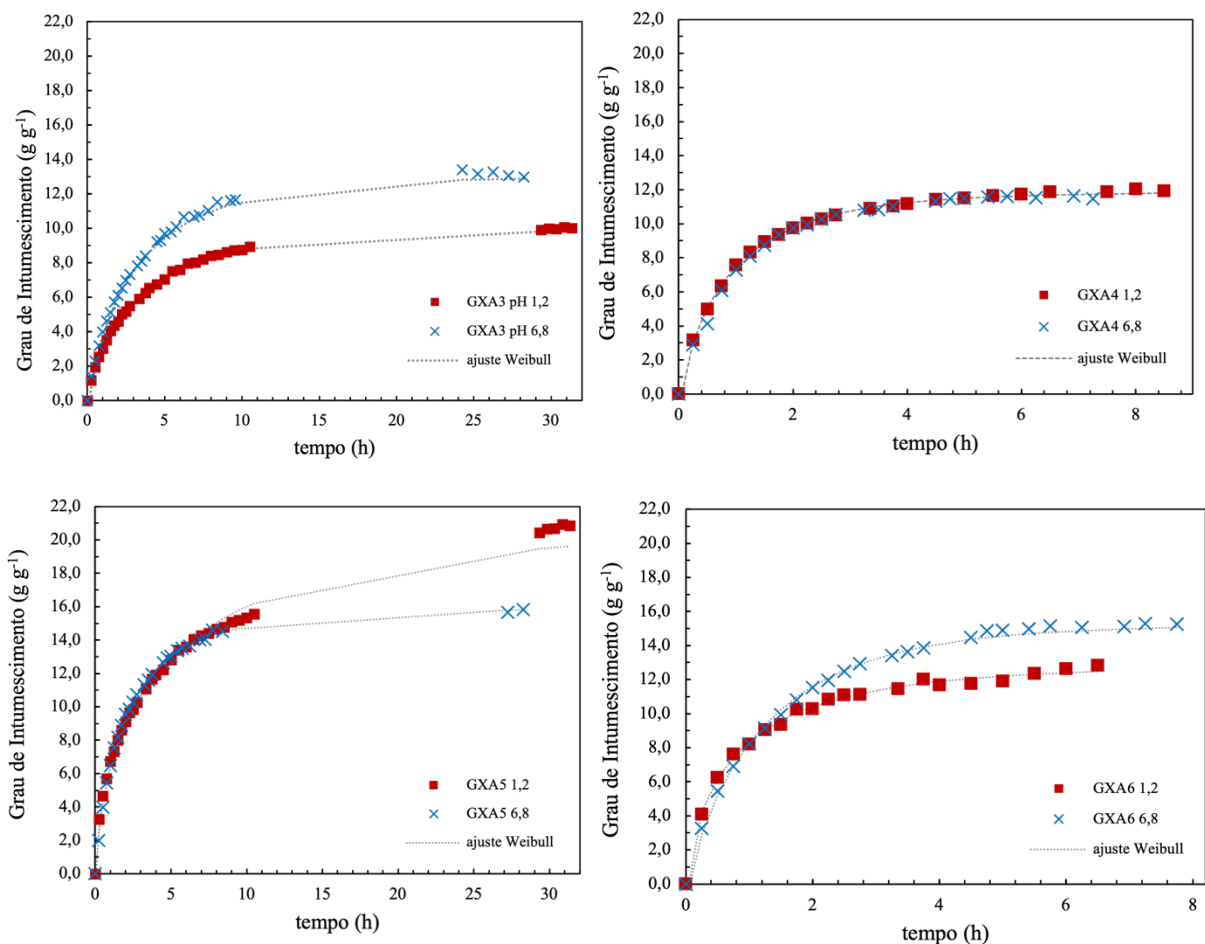 Grau de Intumescimento (g g-1)
22,0
20,0
18,0
16,0
14,0
12,0
10,0
8,0
6,0
4,0
2,0
0,0
GXA3 pH 1,2
GXA3 pH 6,8
ajuste Weibull
0 5 10 15 20 25 30
tempo (h)
Grau de Intumescimento (g g-1)
22,0
20,0
18,0
16,0
14,0
12,0
10,0
8,0
6,0
4,0
2,0
0,0
GXA4 1,2
GXA4 6,8
ajuste Weibull
0 2 4 6 8
tempo (h)
Grau de Intumescimento (g g-1)
22,0
20,0
18,0
16,0
14,0
12,0
10,0
8,0
6,0
4,0
2,0
0,0
GXA5 1,2
GXA5 6,8
ajuste Weibull
0 5 10 15 20 25 30
tempo (h)
Grau de Intumescimento (g g-1)
22,0
20,0
18,0
16,0
14,0
12,0
10,0
8,0
6,0
4,0
2,0
0,0
GXA6 1,2
GXA6 6,8
ajuste Weibull
0 2 4 6 8
tempo (h)